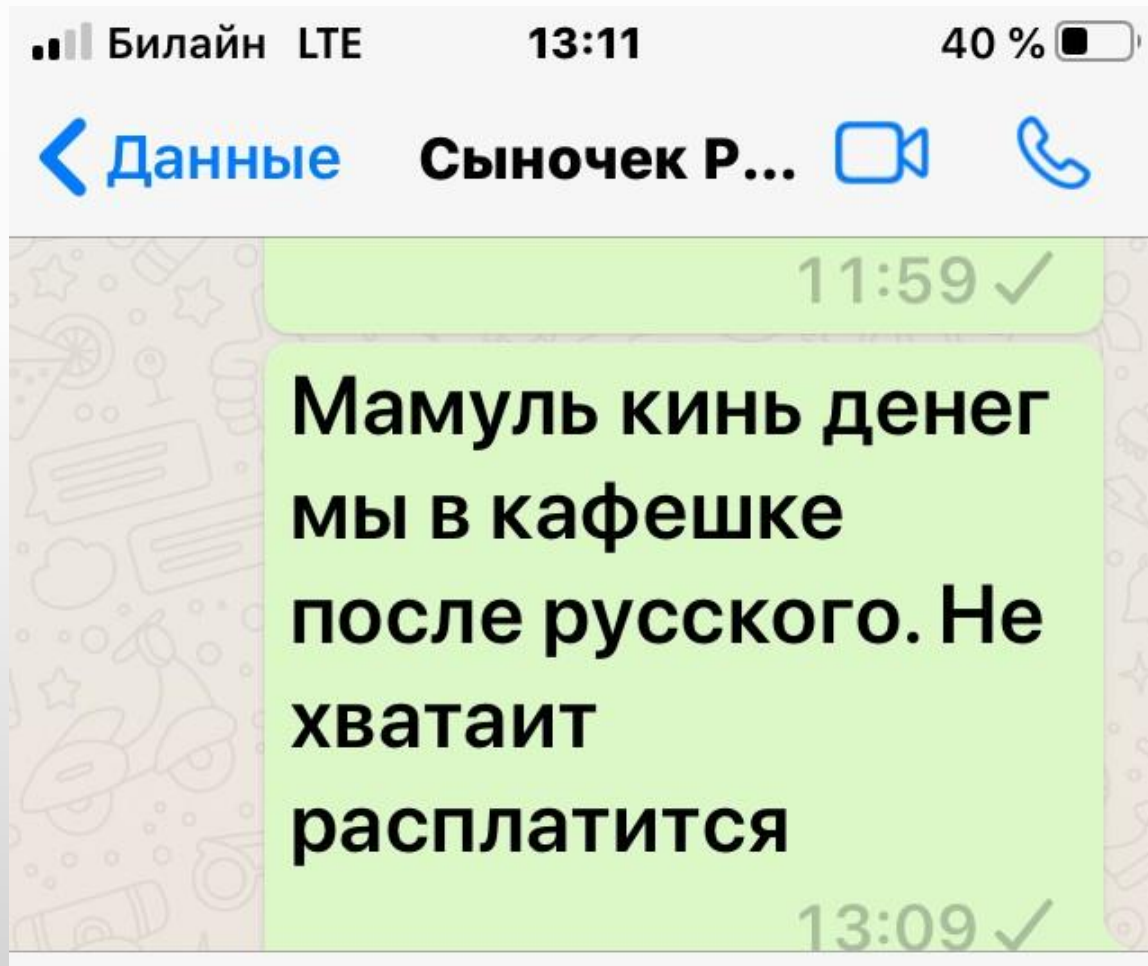 Билайн LTE 13:11 40 %
Данные Сыночек Р...
11:59
Мамуль кинь денег
мы в кафешке
после русского. Не
хватаит
расплатится
13:09